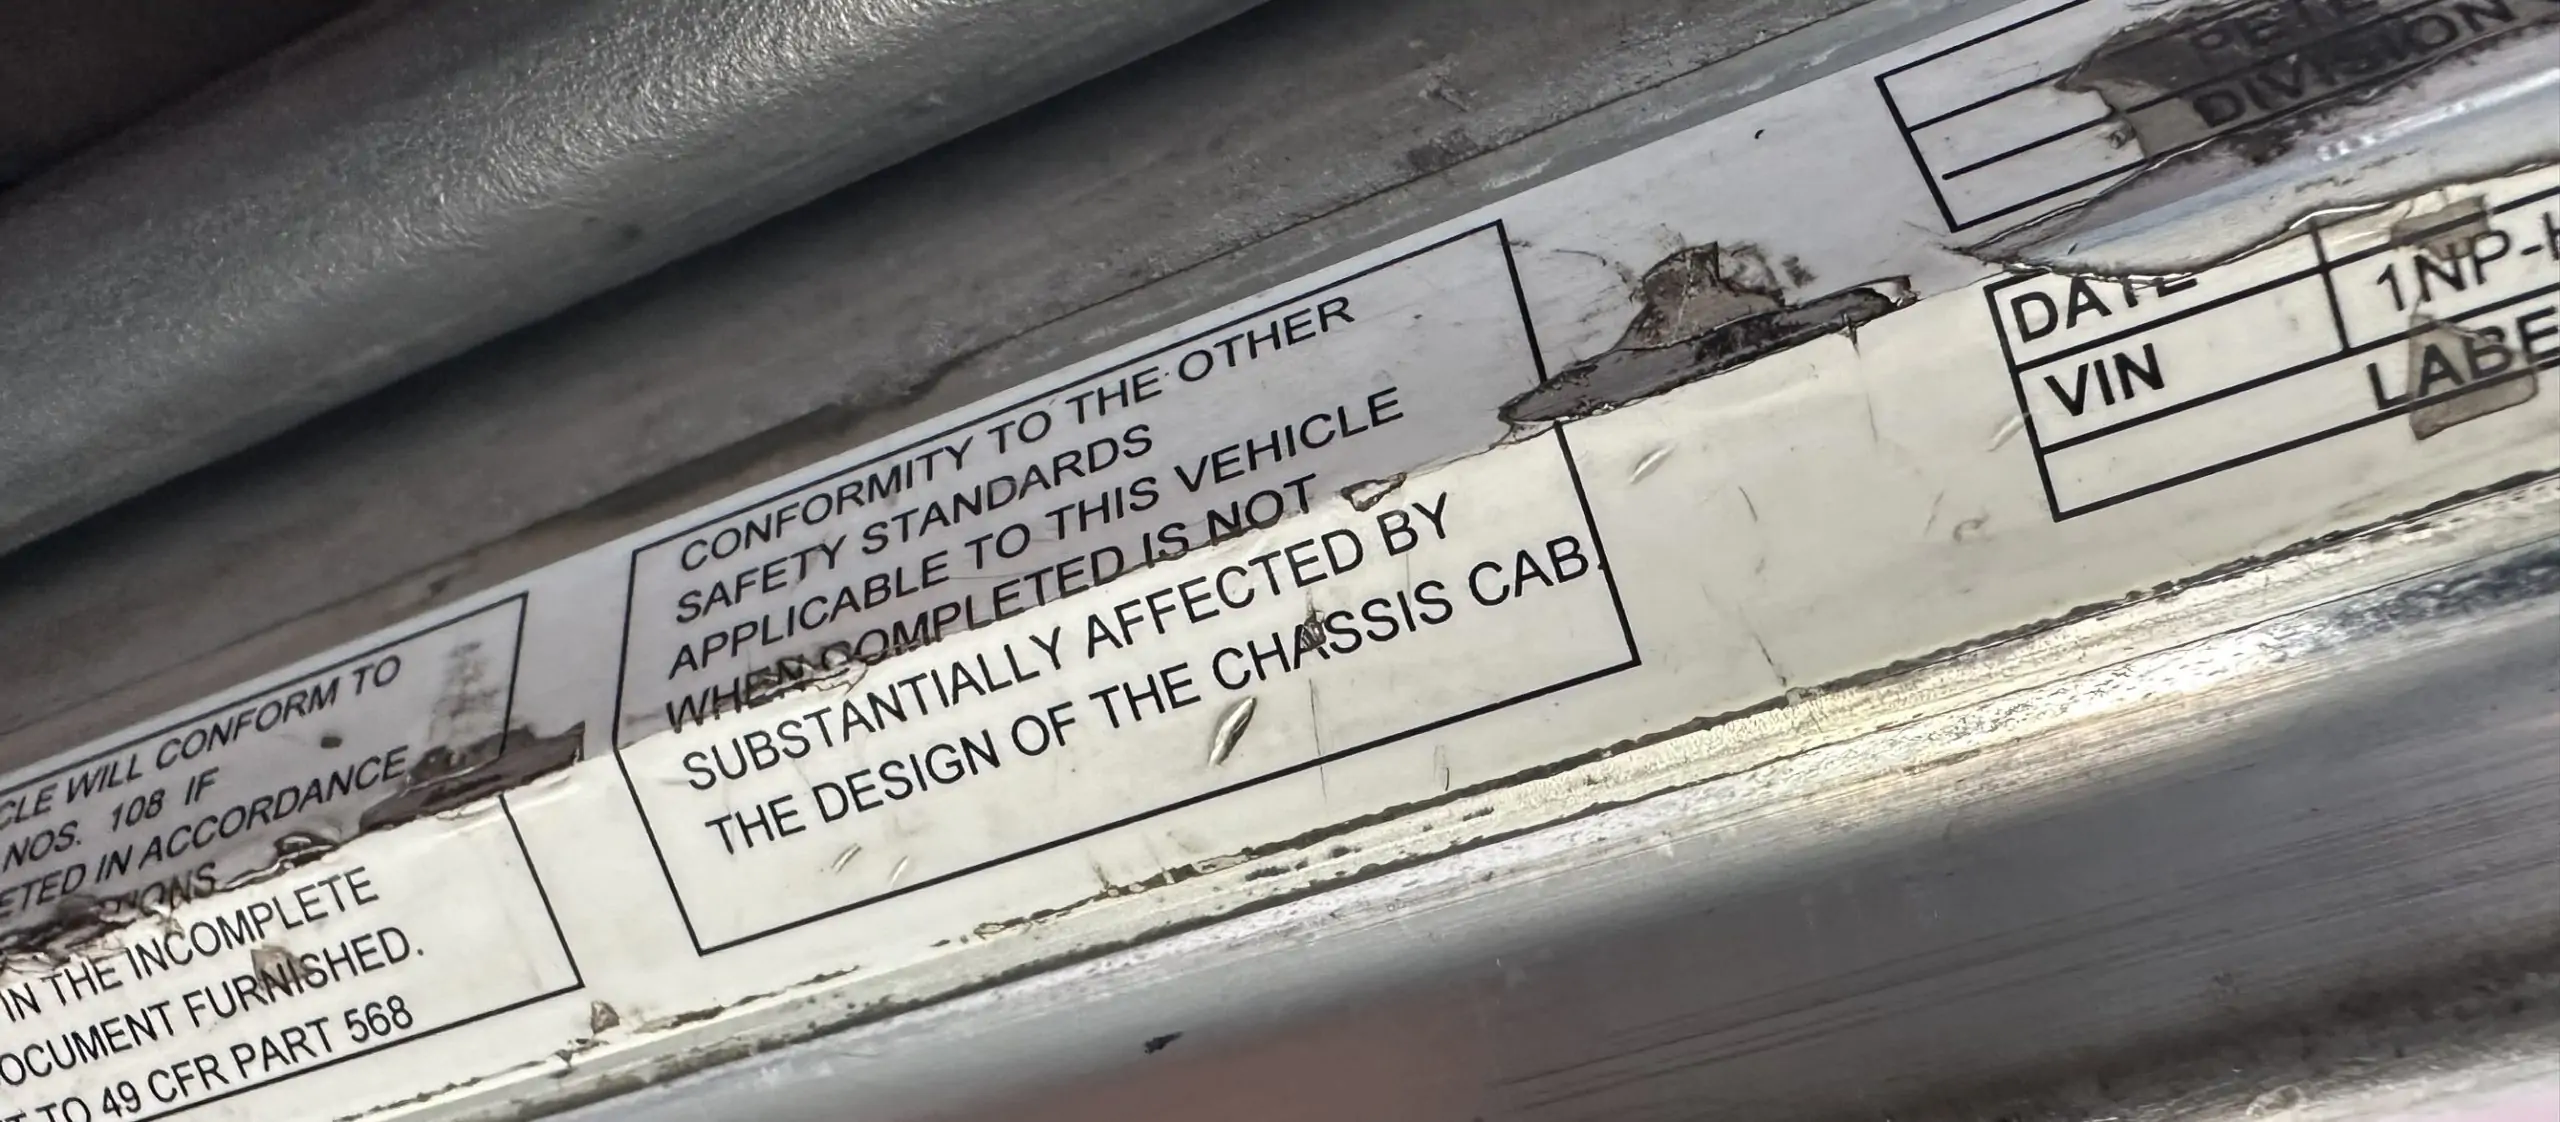 CLE WILL CONFORM TO
NOS. 108 IF
ETED IN ACCORDANCE
IN THE INCOMPLETE
OCUMENT FURNISHED.
TO 49 CFR PART 568
CONFORMITY TO THE OTHER
SAFETY STANDARDS
APPLICABLE TO THIS VEHICLE
WHEN COMPLETED IS NOT
SUBSTANTIALLY AFFECTED BY
THE DESIGN OF THE CHASSIS CAB.
PETE
DIVISION
DATE
VIN 1NP-H
LABE